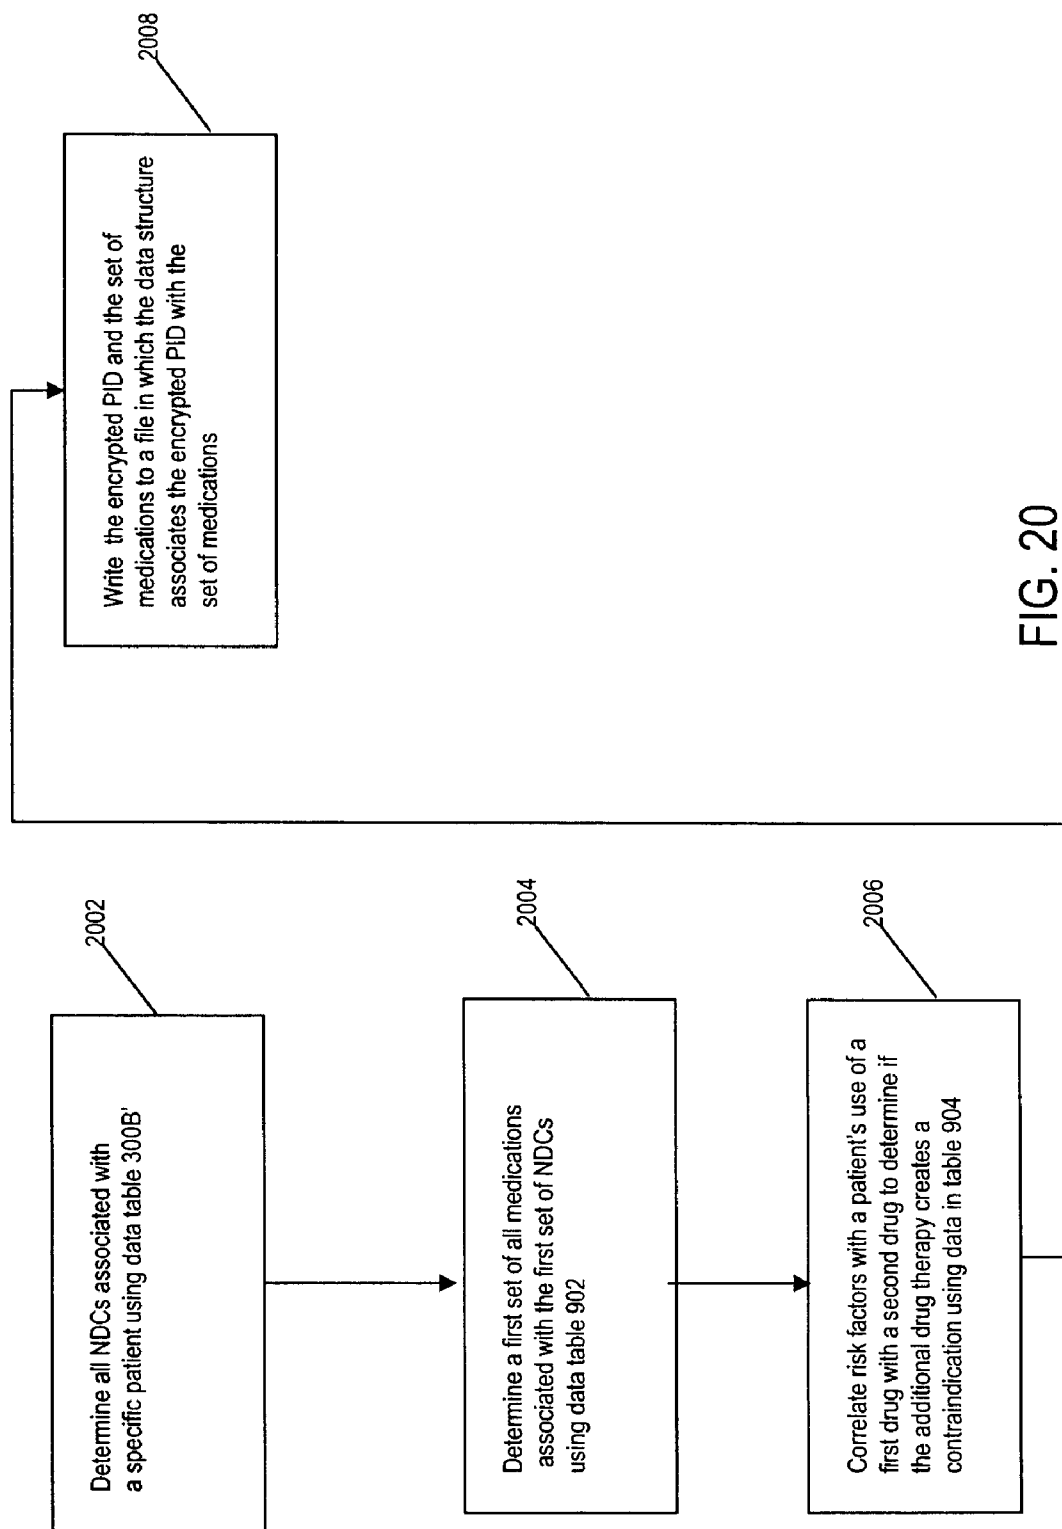 2002
Determine all NDCs associated with
a specific patient using data table 300B'
2004
Determine a first set of all medications
associated with the first set of NDCs
using data table 902
2006
Correlate risk factors with a patient's use of a
first drug with a second drug to determine if
the additional drug therapy creates a
contraindication using data in table 904
2008
Write the encrypted PID and the set of
medications to a file in which the data structure
associates the encrypted PID with the
set of medications
FIG. 20